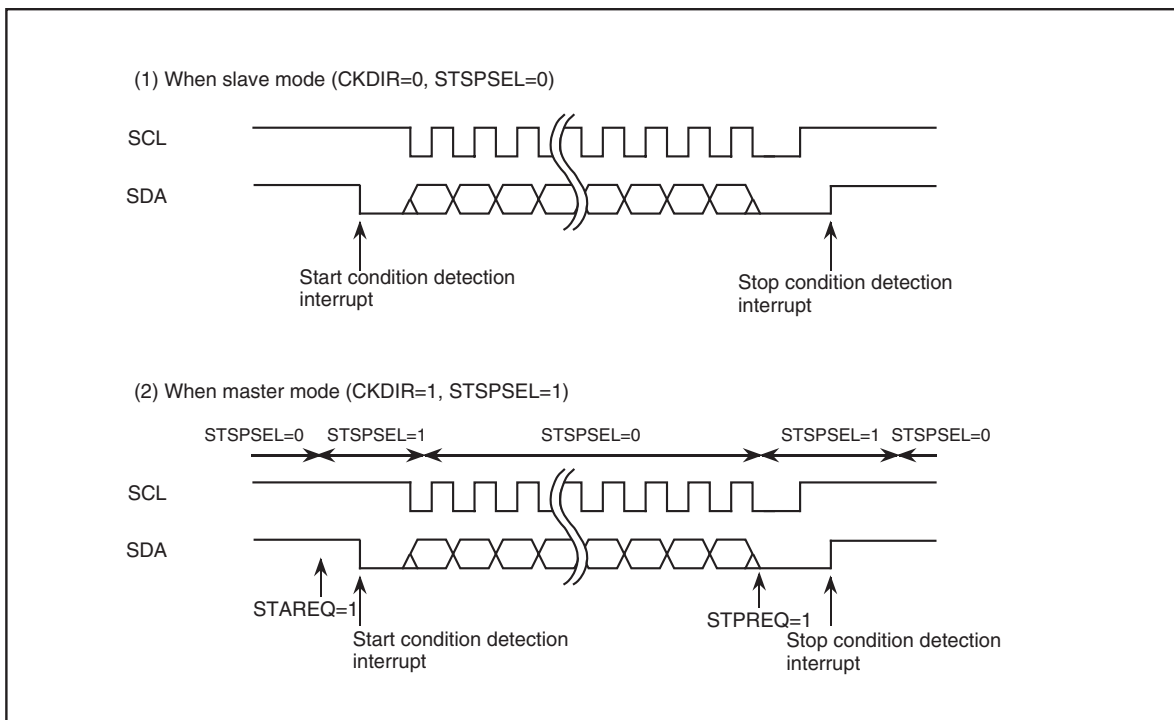 (1) When slave mode (CKDIR=0, STSPSEL=0)
SCL
SDA
Start condition detection
interrupt
Stop condition detection
interrupt
(2) When master mode (CKDIR=1, STSPSEL=1)
STSPSEL=0 STSPSEL=1 STSPSEL=0 STSPSEL=1 STSPSEL=0
SCL
SDA
STAREQ=1
Start condition detection
interrupt
STPREQ=1
Stop condition detection
interrupt